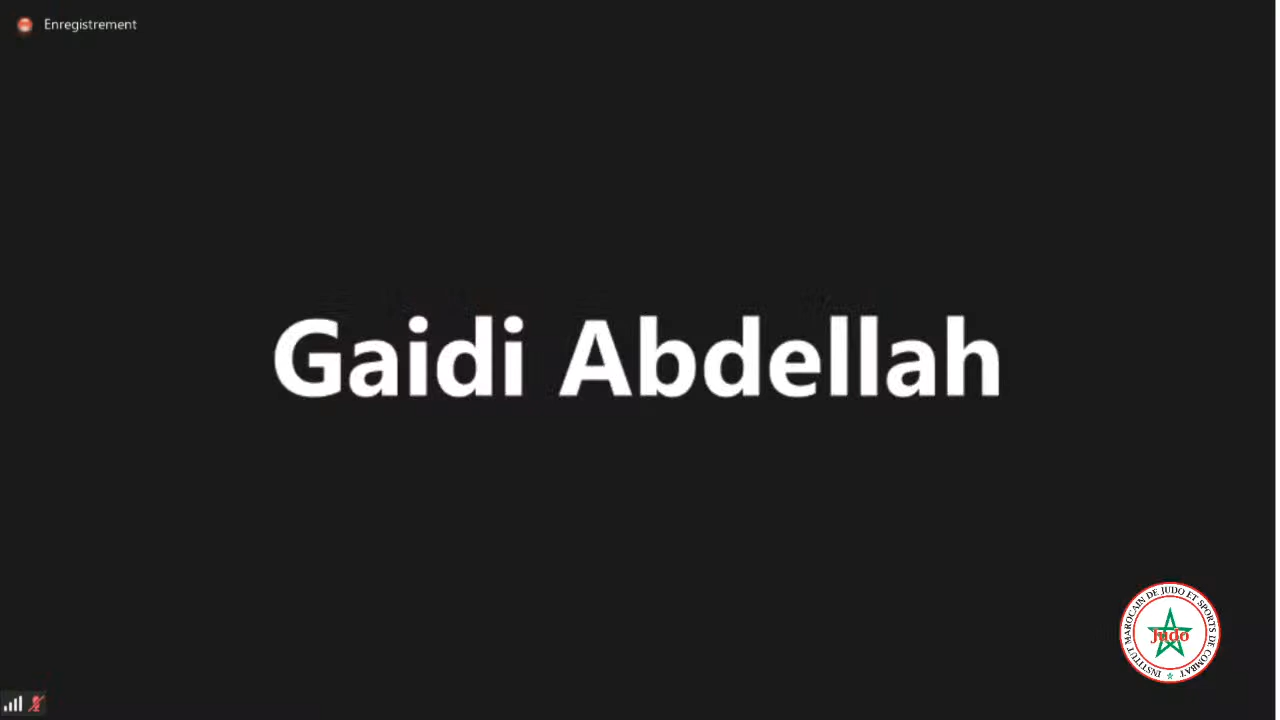 Enregistrement
Gaidi Abdellah
INSTITUT MAROCAIN DE JUDO ET SPORTS DE COMBAT
Judo